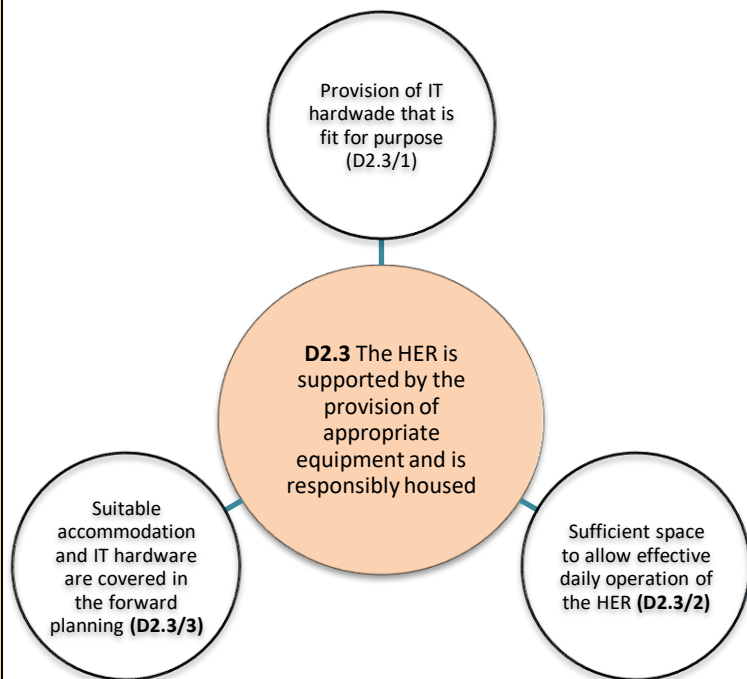 Provision of IT
hardwade that is
fit for purpose
(D2.3/1)
D2.3 The HER is
supported by the
provision of
appropriate
equipment and is
responsibly housed
Suitable
accommodation
and IT hardware
are covered in
the forward
planning (D2.3/3)
Sufficient space
to allow effective
daily operation of
the HER (D2.3/2)